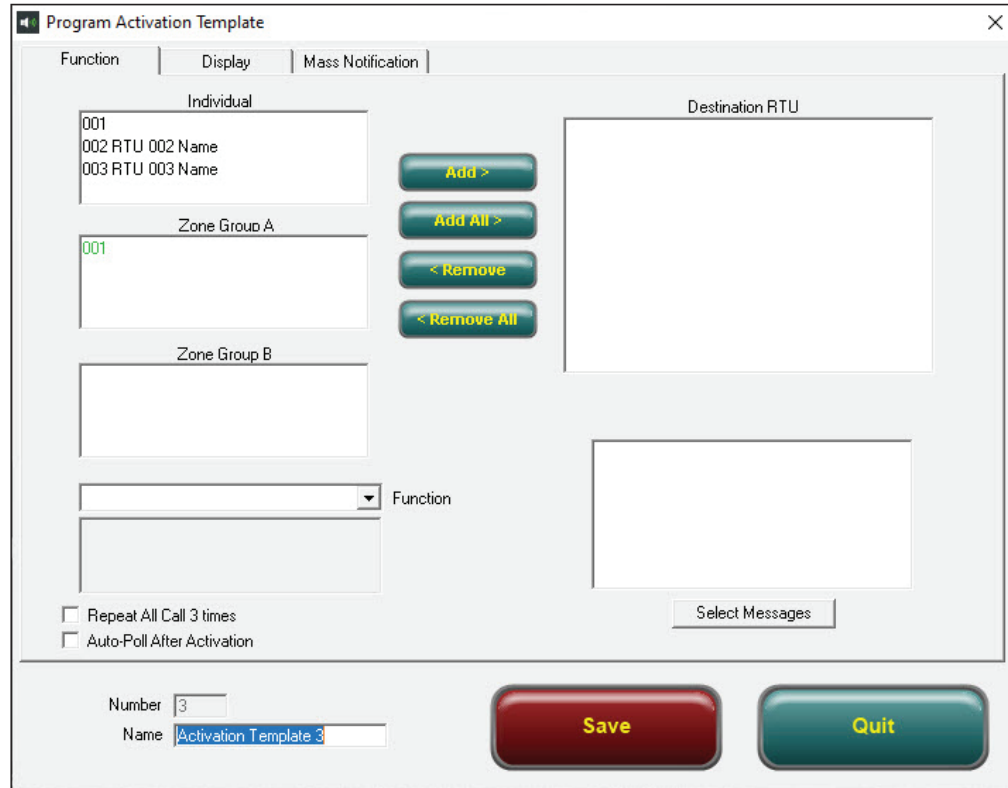 Program Activation Template
Function
Display
Mass Notification
Individual
001
002 RTU 002 Name
003 RTU 003 Name
Zone Group A
001
Zone Group B
Function
Repeat All Call 3 times
Auto-Poll After Activation
Add >
Add All >
< Remove
< Remove All
Destination RTU
Select Messages
Number 3
Name Activation Template 3
Save
Quit